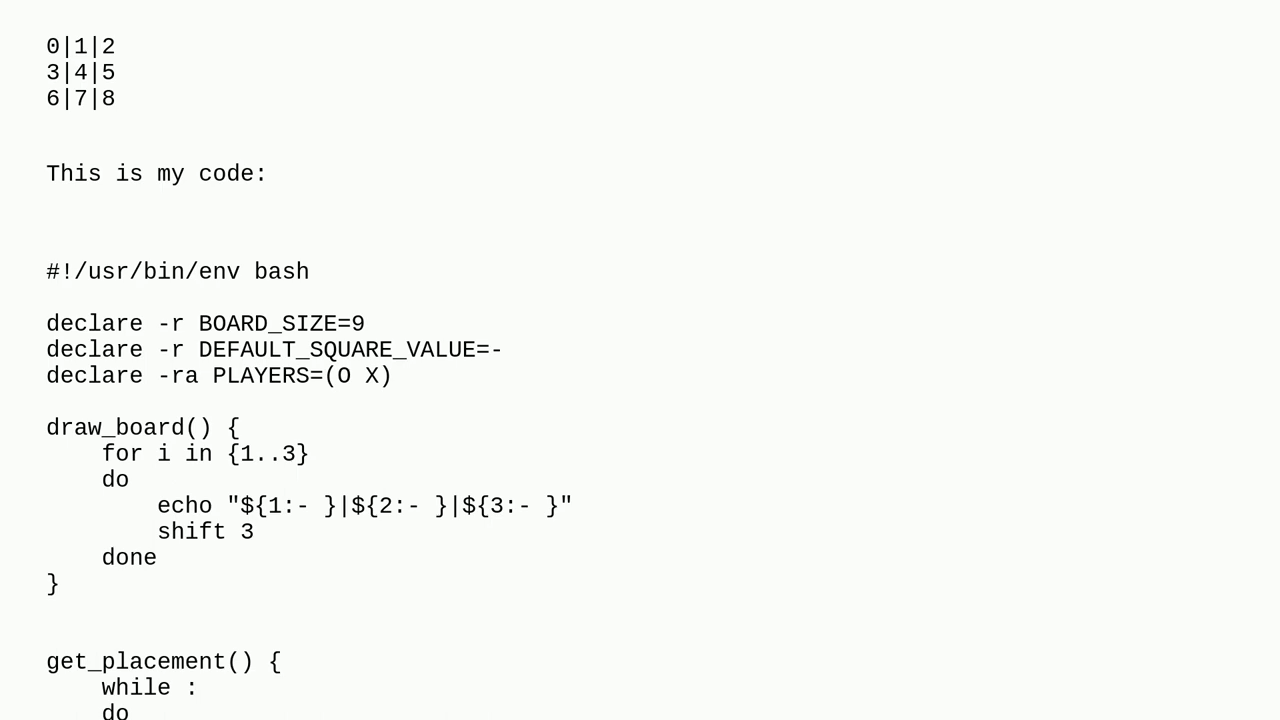 0|1|2
3|4|5
6|7|8
This is my code:
#!/usr/bin/env bash
declare -r BOARD_SIZE=9
declare -r DEFAULT_SQUARE_VALUE=-
declare -ra PLAYERS=(O X)
draw_board() {
    for i in {1..3}
    do
        echo "${1:- }|${2:- }|${3:- }"
        shift 3
    done
}
get_placement() {
    while :
    do